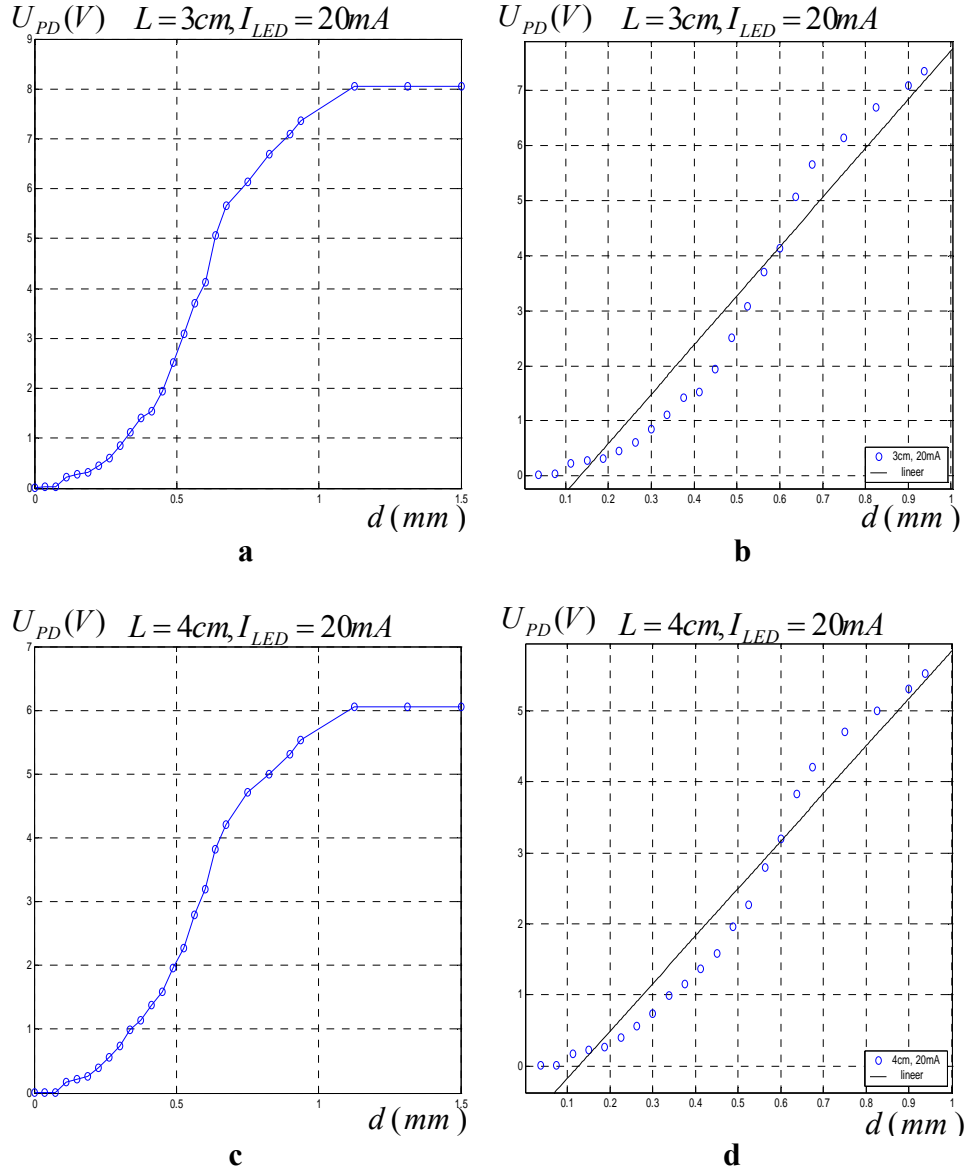 U_PD(V) L = 3cm, I_LED = 20mA
9
8
7
6
5
4
3
2
1
0
0 0.5 1 1.5
d (mm)
a
U_PD(V) L = 3cm, I_LED = 20mA
7
6
5
4
3
2
1
0
3cm, 20mA
lineer
0.1 0.2 0.3 0.4 0.5 0.6 0.7 0.8 0.9 1
d (mm)
b
U_PD(V) L = 4cm, I_LED = 20mA
7
6
5
4
3
2
1
0
0 0.5 1 1.5
d (mm)
c
U_PD(V) L = 4cm, I_LED = 20mA
5
4
3
2
1
0
4cm, 20mA
lineer
0.1 0.2 0.3 0.4 0.5 0.6 0.7 0.8 0.9 1
d (mm)
d